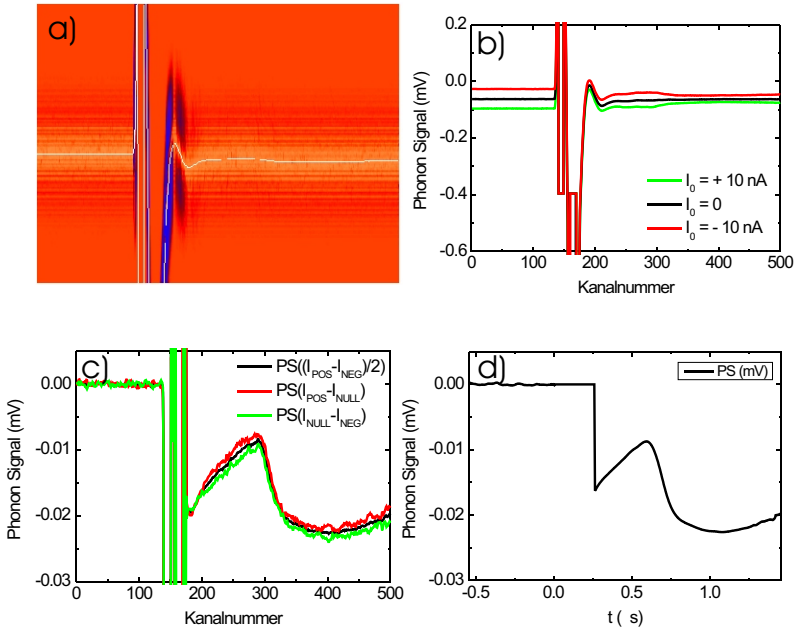 a)
b)
0.2
0.0
-0.2
-0.4
-0.6
Phonon Signal (mV)
I0 = + 10 nA
I0 = 0
I0 = - 10 nA
0 100 200 300 400 500
Kanalnummer
c)
0.00
-0.01
-0.02
-0.03
Phonon Signal (mV)
PS((IPOS-INEG)/2)
PS(IPOS-INULL)
PS(INULL-INEG)
0 100 200 300 400 500
Kanalnummer
d)
0.00
-0.01
-0.02
-0.03
Phonon Signal (mV)
PS (mV)
-0.5 0.0 0.5 1.0
t ( s)